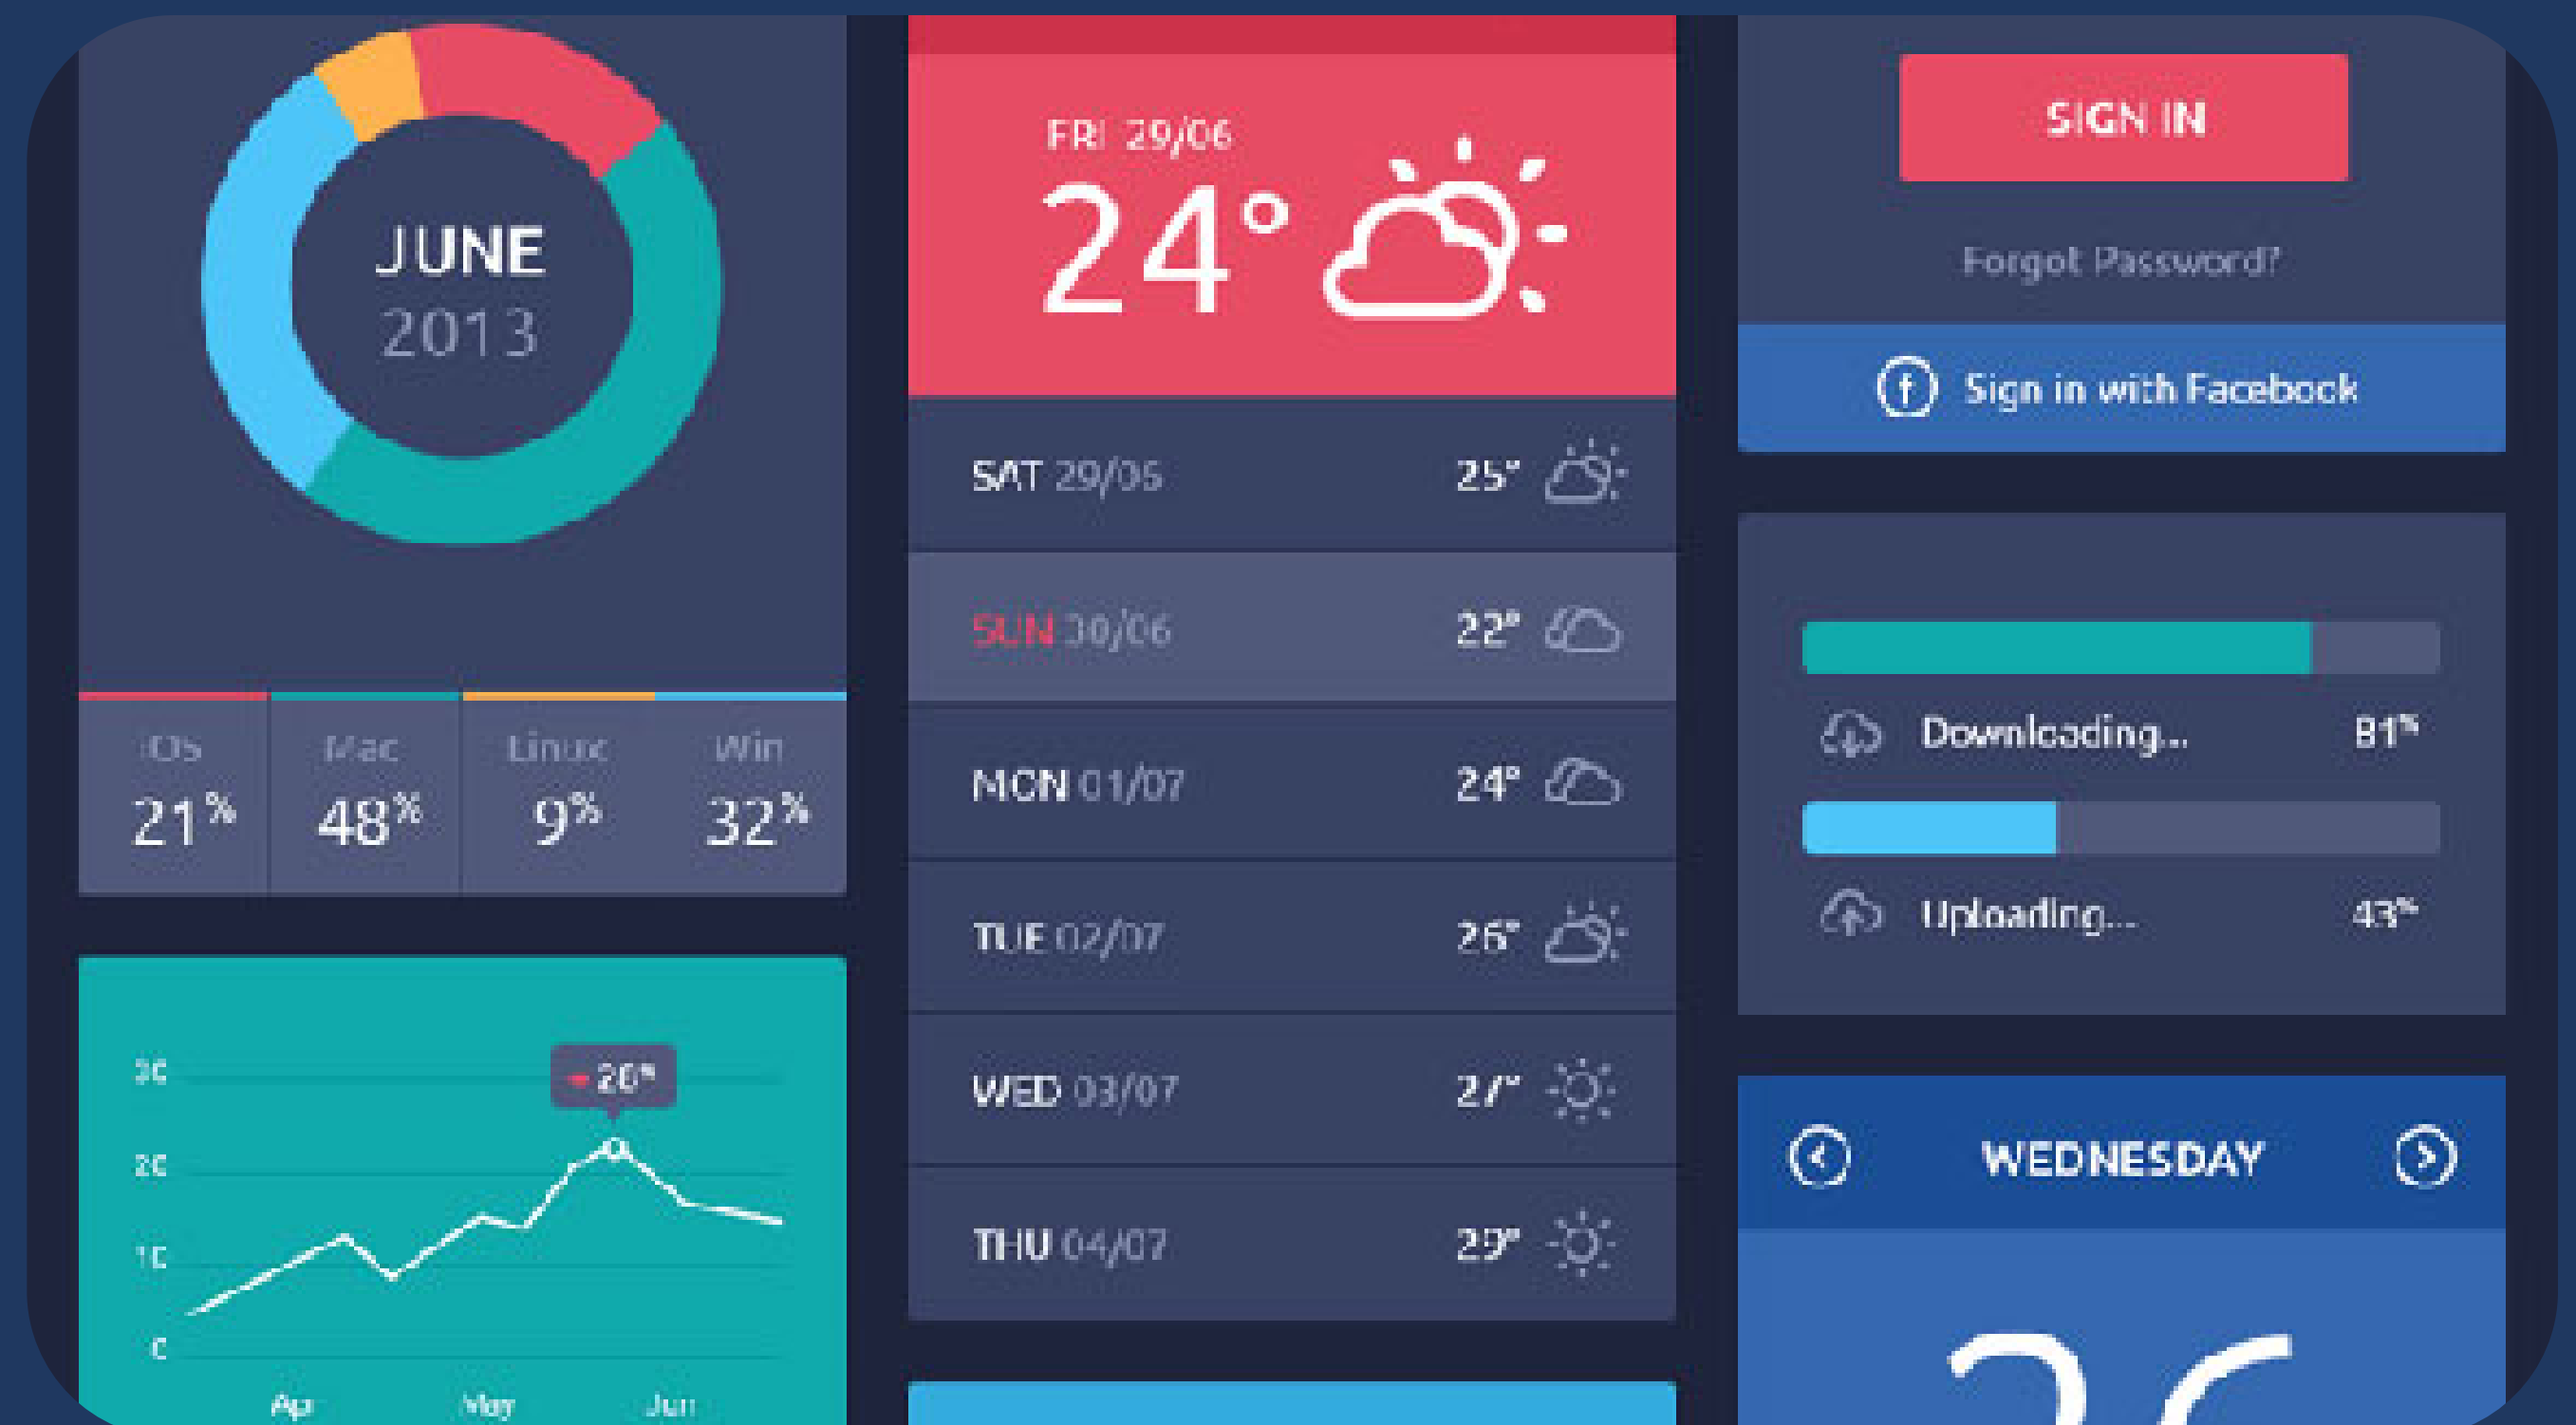 JUNE
2013
iOS
21%
Mac
48%
Linux
9%
Win
32%
30
20
10
0
Apr
May
Jun
FRI 29/06
24°
SAT 29/06
25°
SUN 30/06
22°
MON 01/07
24°
TUE 02/07
26°
WED 03/07
27°
THU 04/07
29°
SIGN IN
Forgot Password?
f Sign in with Facebook
Downloading...
81%
Uploading...
43%
WEDNESDAY